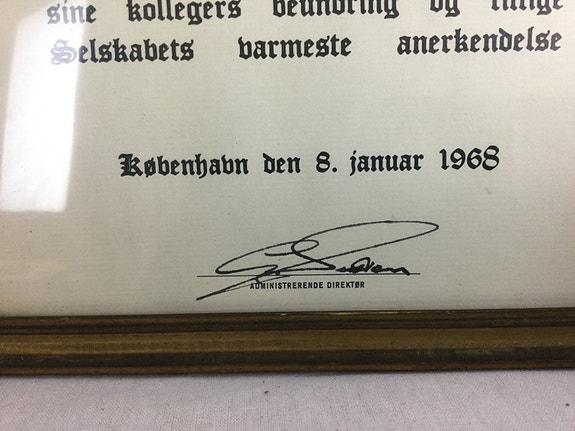 sine kollegers beundring og
Selskabets varmeste anerkendelse
København den 8. januar 1968
ADMINISTRERENDE DIREKTØR